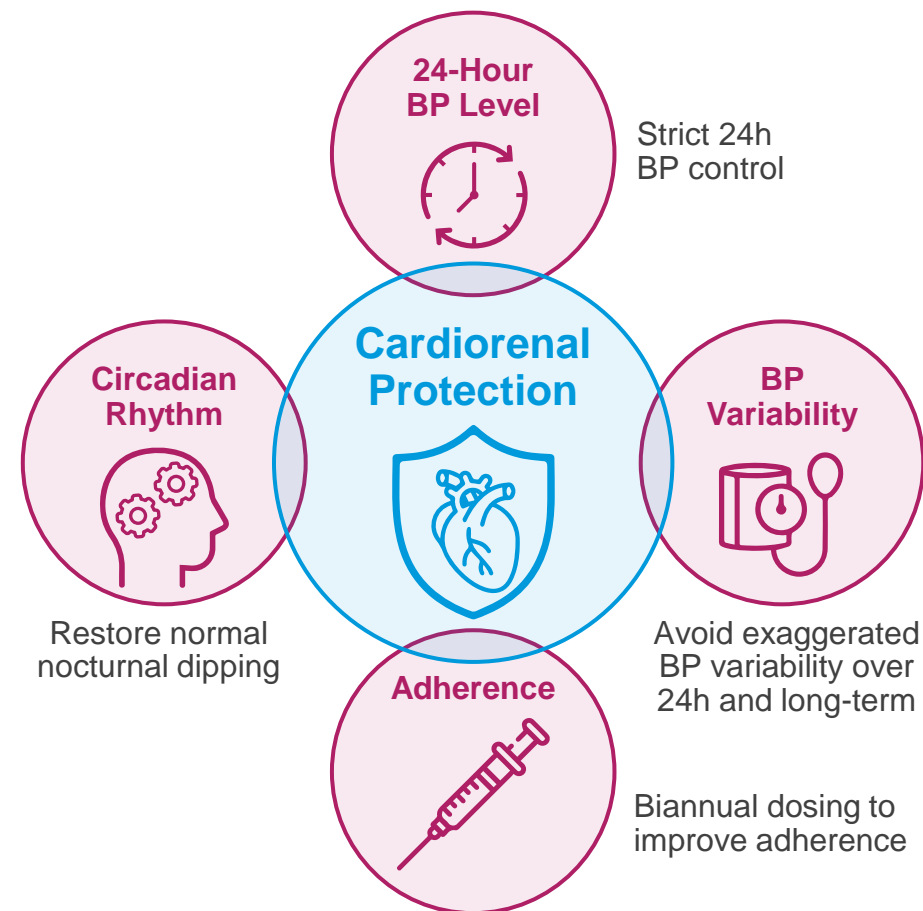 24-Hour
BP Level
Strict 24h
BP control
Cardiorenal
Protection
Circadian
Rhythm
Restore normal
nocturnal dipping
BP
Variability
Avoid exaggerated
BP variability over
24h and long-term
Adherence
Biannual dosing to
improve adherence